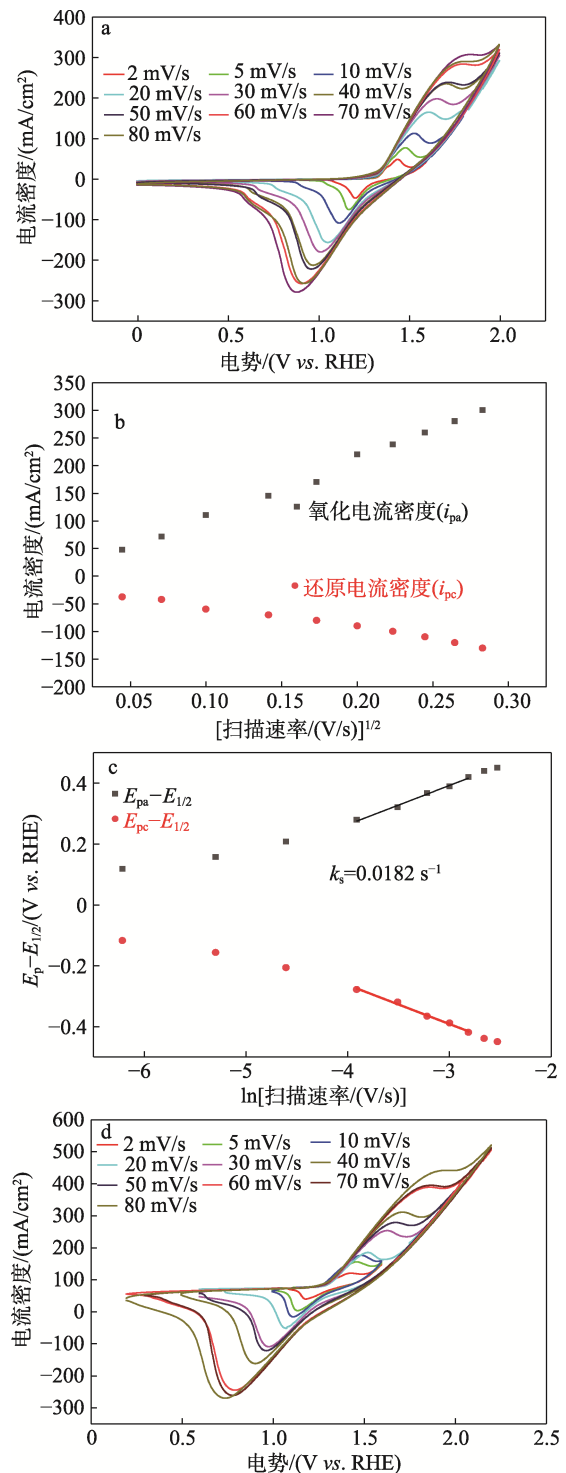 a
400
300
200
100
0
−100
−200
−300
2 mV/s 5 mV/s 10 mV/s
20 mV/s 30 mV/s 40 mV/s
50 mV/s 60 mV/s 70 mV/s
80 mV/s
电流密度/(mA/cm²)
0 0.5 1.0 1.5 2.0
电势/(V vs. RHE)
b
350
300
250
200
150
100
50
0
−50
−100
−150
−200
氧化电流密度(iₚₐ)
还原电流密度(ipc)
电流密度/(mA/cm²)
0.05 0.10 0.15 0.20 0.25 0.30
[扫描速率/(V/s)]1/2
c
0.4
0.2
0
−0.2
−0.4
Epa−E1/2
Epc−E1/2
ks=0.0182 s⁻¹
Ep−E1/2/(V vs. RHE)
−6 −5 −4 −3 −2
ln[扫描速率/(V/s)]
d
600
500
400
300
200
100
0
−100
−200
−300
2 mV/s 5 mV/s 10 mV/s
20 mV/s 30 mV/s 40 mV/s
50 mV/s 60 mV/s 70 mV/s
80 mV/s
电流密度/(mA/cm²)
0 0.5 1.0 1.5 2.0 2.5
电势/(V vs. RHE)